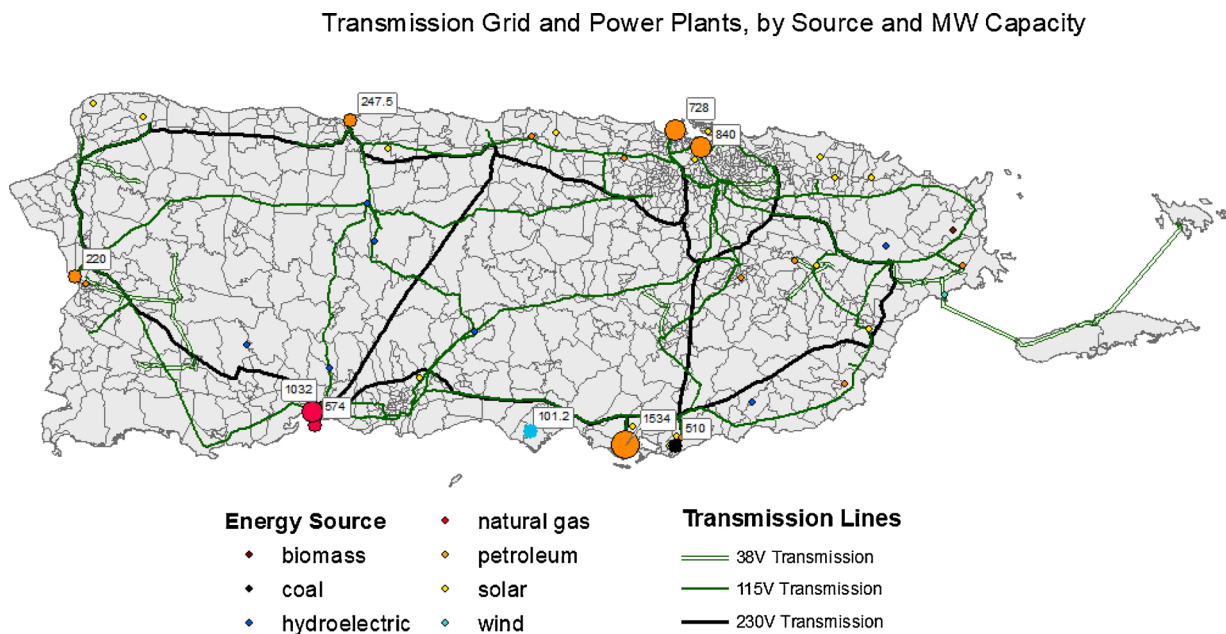 Transmission Grid and Power Plants, by Source and MW Capacity
247.5
728
840
220
1032
574
101.2
1534
510
Energy Source
biomass
coal
hydroelectric
natural gas
petroleum
solar
wind
Transmission Lines
38V Transmission
115V Transmission
230V Transmission